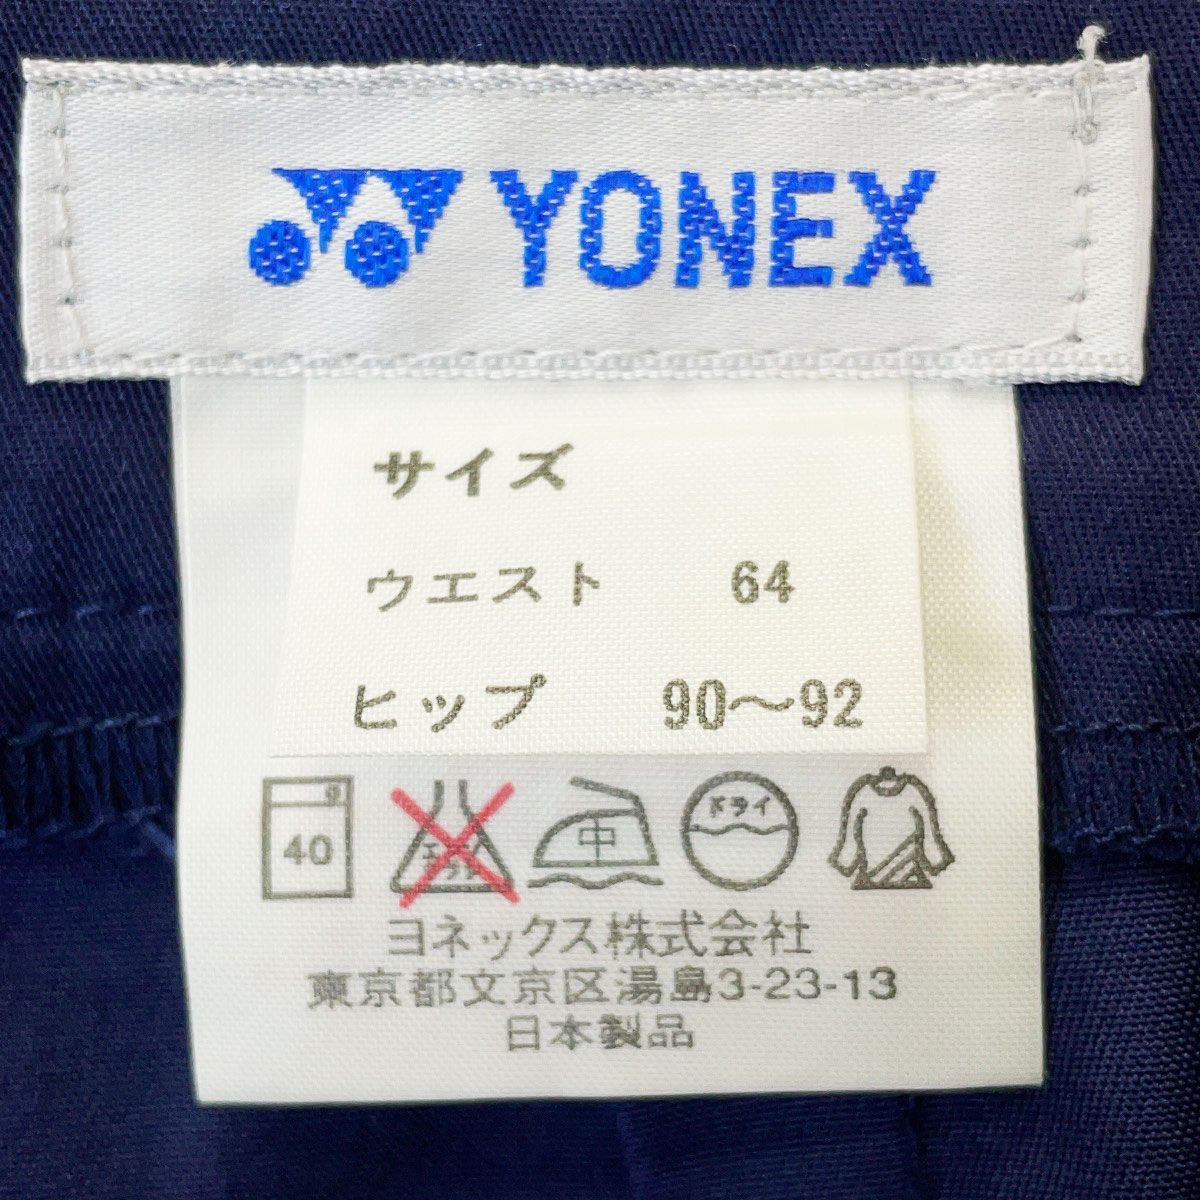 YONEX
サイズ
ウエスト 64
ヒップ 90〜92
40
中
ドライ
ヨネックス株式会社
東京都文京区湯島3-23-13
日本製品